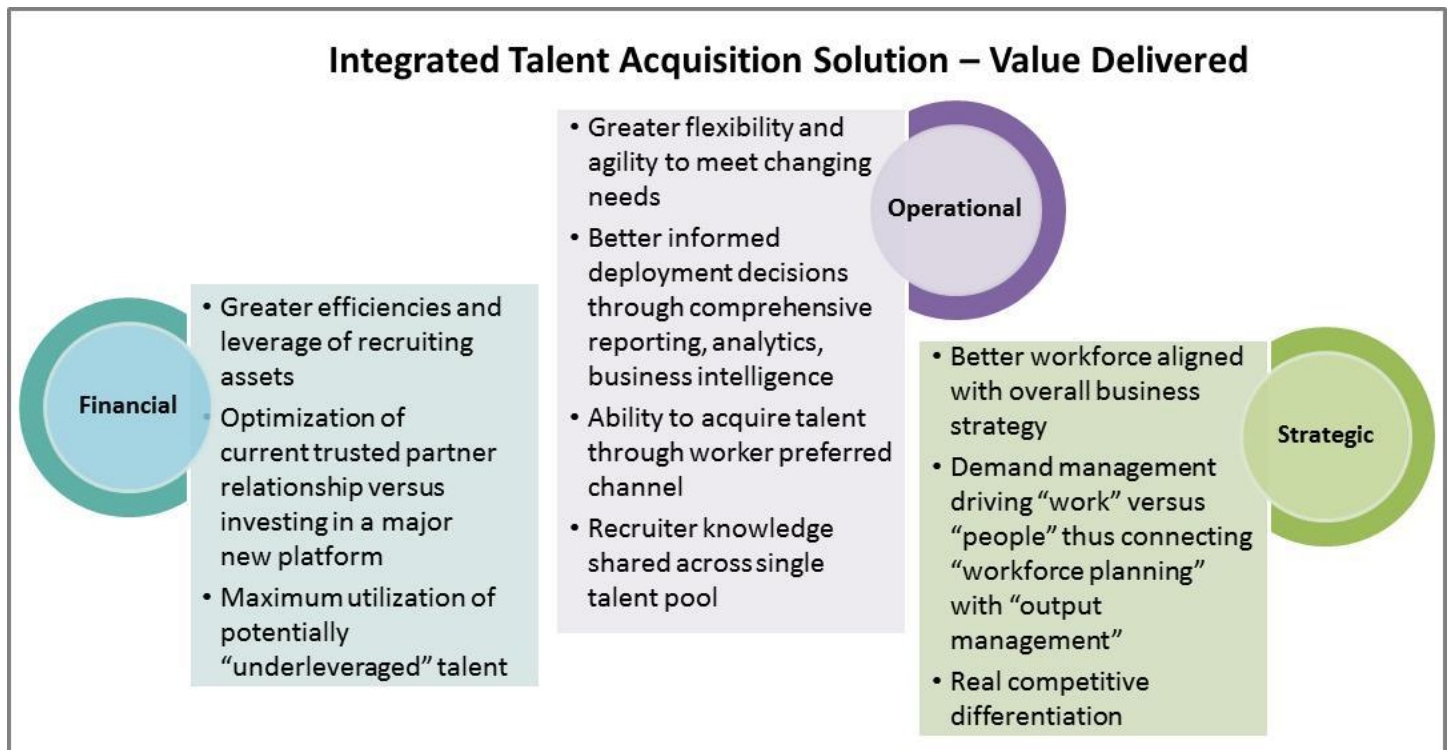 Integrated Talent Acquisition Solution – Value Delivered
Financial
• Greater efficiencies and
leverage of recruiting
assets
• Optimization of
current trusted partner
relationship versus
investing in a major
new platform
• Maximum utilization of
potentially
“underleveraged” talent
• Greater flexibility and
agility to meet changing
needs
• Better informed
deployment decisions
through comprehensive
reporting, analytics,
business intelligence
• Ability to acquire talent
through worker preferred
channel
• Recruiter knowledge
shared across single
talent pool
Operational
• Better workforce aligned
with overall business
strategy
• Demand management
driving “work” versus
“people” thus connecting
“workforce planning”
with “output
management”
• Real competitive
differentiation
Strategic